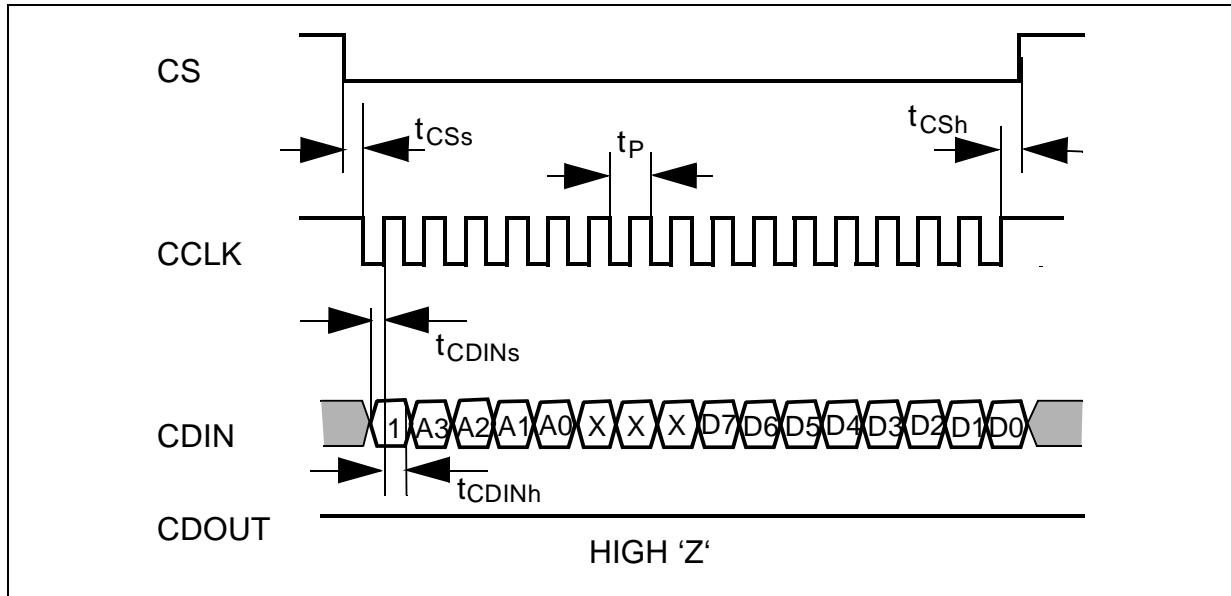 CS
tCSs
tP
tCSh
CCLK
tCDINs
CDIN
1 A3 A2 A1 A0 X X X D7 D6 D5 D4 D3 D2 D1 D0
tCDINh
CDOUT
HIGH ‘Z‘